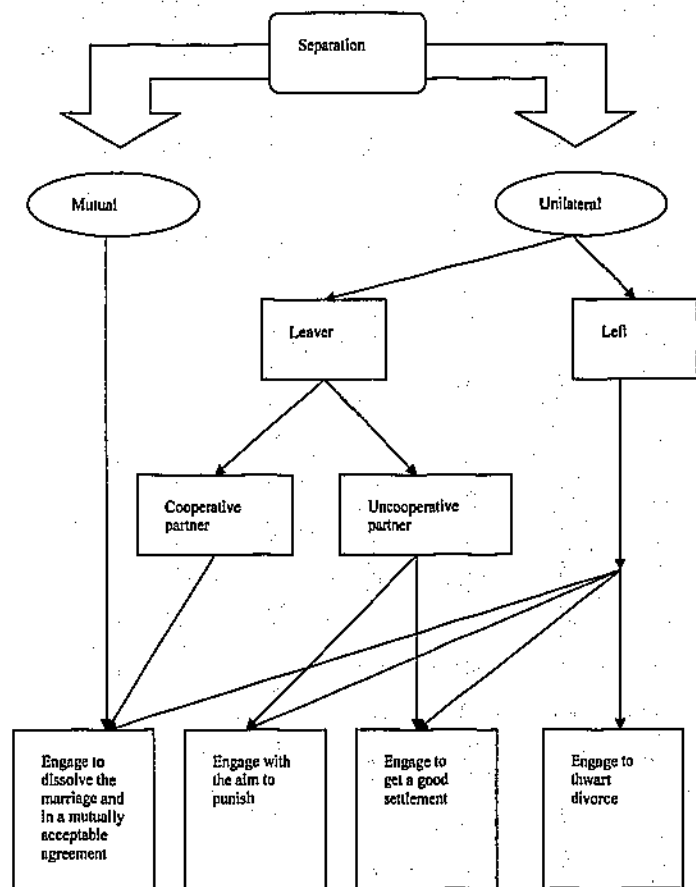 Separation
Mutual
Unilateral
Leaver
Left
Cooperative
partner
Uncooperative
partner
Engage to
dissolve the
marriage and
in a mutually
acceptable
agreement
Engage with
the aim to
punish
Engage to
get a good
settlement
Engage to
thwart
divorce